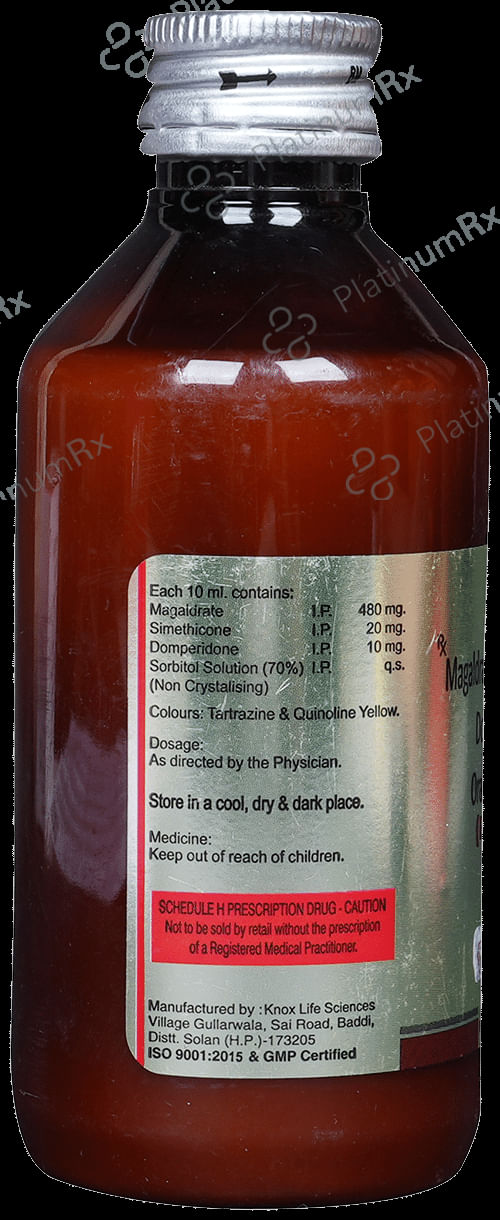 PlatinumRx
PlatinumRx
PlatinumRx
PlatinumRx
Each 10 ml. contains:
Magaldrate I.P. 480 mg.
Simethicone I.P. 20 mg.
Domperidone I.P. 10 mg.
Sorbitol Solution (70%) I.P. q.s.
(Non Crystalising)
Colours: Tartrazine & Quinoline Yellow.
Dosage:
As directed by the Physician.
Store in a cool, dry & dark place.
Medicine:
Keep out of reach of children.
SCHEDULE H PRESCRIPTION DRUG - CAUTION
Not to be sold by retail without the prescription
of a Registered Medical Practitioner.
Manufactured by : Knox Life Sciences
Village Gullarwala, Sai Road, Baddi,
Distt. Solan (H.P.)-173205
ISO 9001:2015 & GMP Certified
Rx